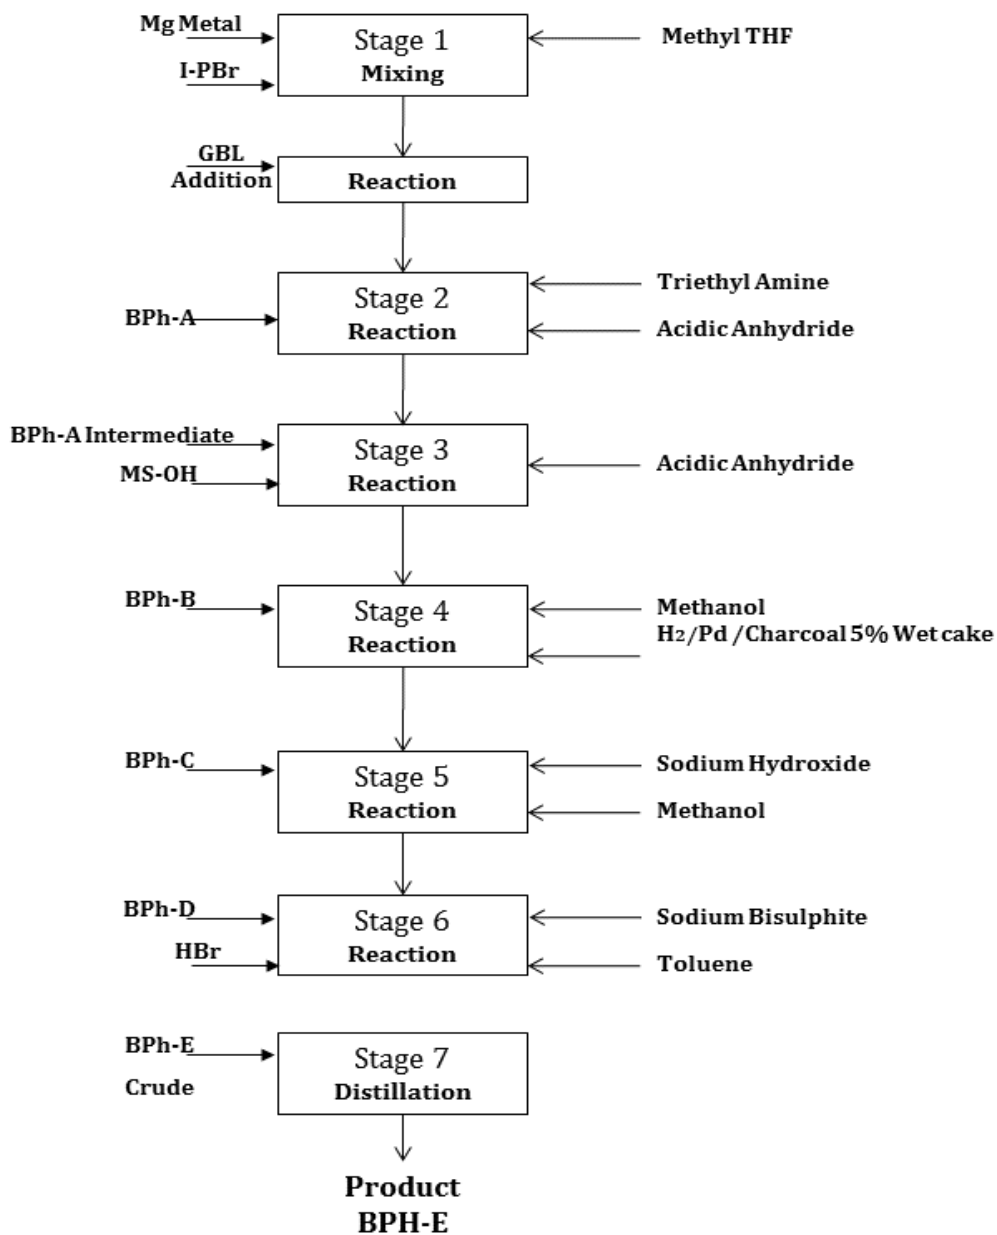 Mg Metal
Stage 1
Methyl THF
I-PBr
Mixing
GBL
Addition
Reaction
Stage 2
Triethyl Amine
BPh-A
Reaction
Acidic Anhydride
BPh-A Intermediate
Stage 3
MS-OH
Reaction
Acidic Anhydride
BPh-B
Stage 4
Methanol
Reaction
H2/Pd /Charcoal 5% Wet cake
BPh-C
Stage 5
Sodium Hydroxide
Reaction
Methanol
BPh-D
Stage 6
Sodium Bisulphite
HBr
Reaction
Toluene
BPh-E
Crude
Stage 7
Distillation
Product
BPH-E